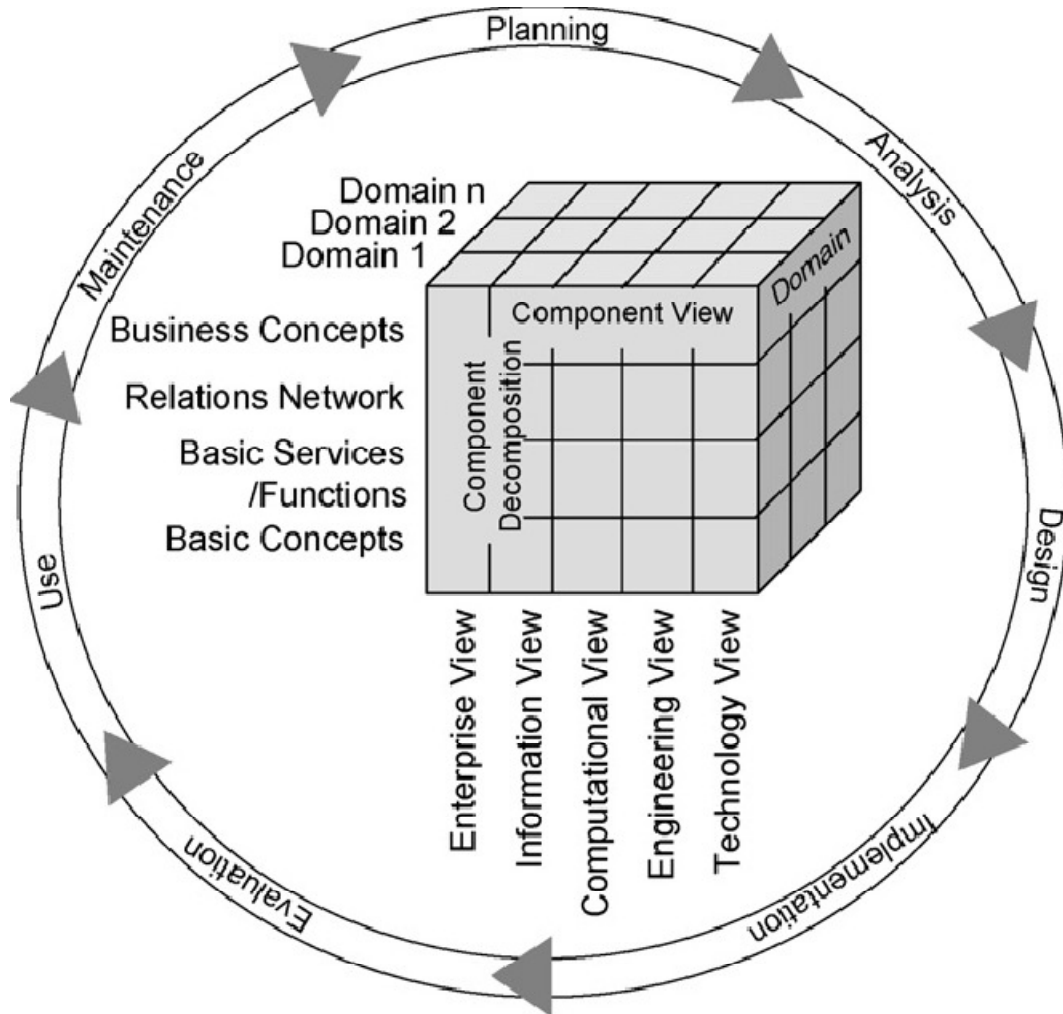 Planning
Analysis
Design
Implementation
Evaluation
Use
Maintenance
Domain n
Domain 2
Domain 1
Domain
Component View
Component
Decomposition
Business Concepts
Relations Network
Basic Services
/Functions
Basic Concepts
Enterprise View
Information View
Computational View
Engineering View
Technology View